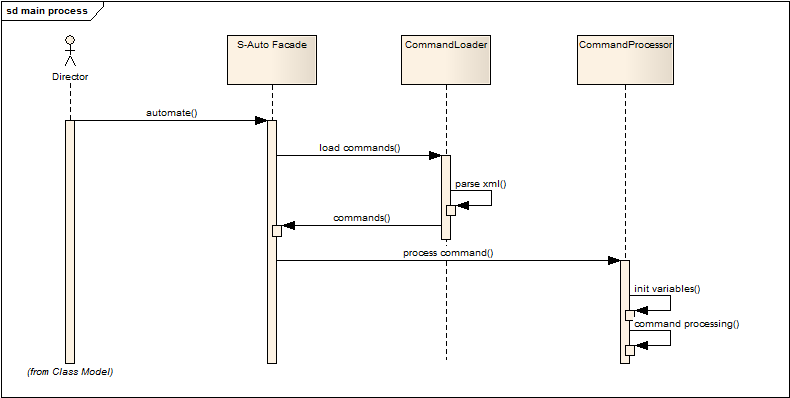 sd main process
S-Auto Facade
CommandLoader
CommandProcessor
Director
automate()
load commands()
parse xml()
commands()
process command()
init variables()
command processing()
(from Class Model)